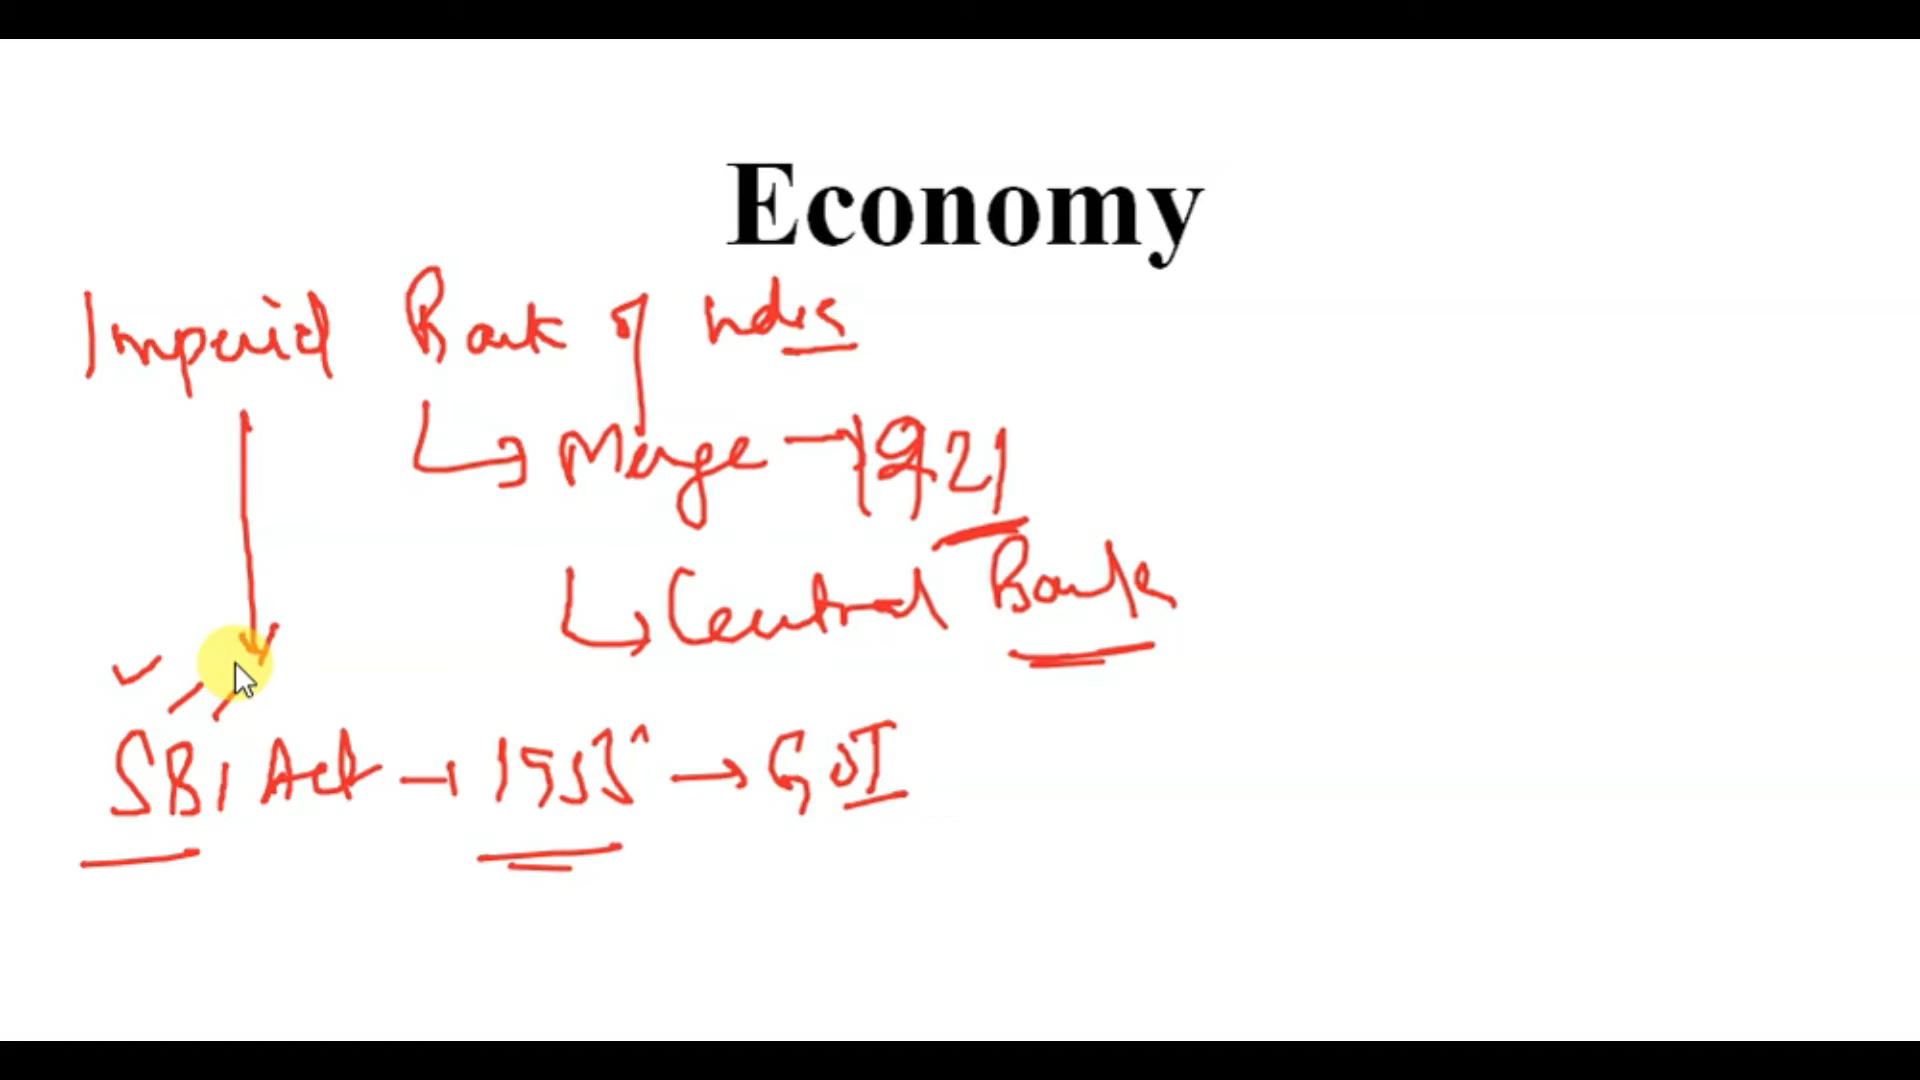 Economy
Imperial Bank of India
Merge → 1921
Central Bank
SBI Act → 1955 → GOI